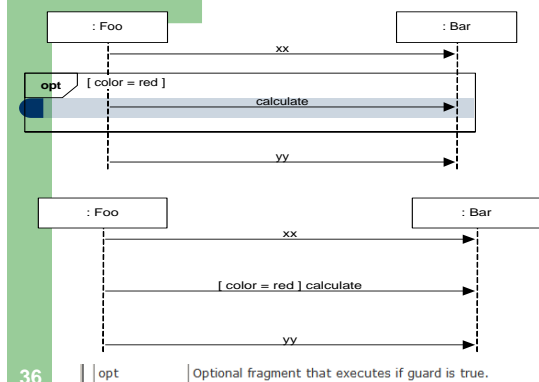 : Foo : Bar
xx
opt [ color = red ]
calculate
yy
: Foo : Bar
xx
[ color = red ] calculate
yy
36 opt Optional fragment that executes if guard is true.